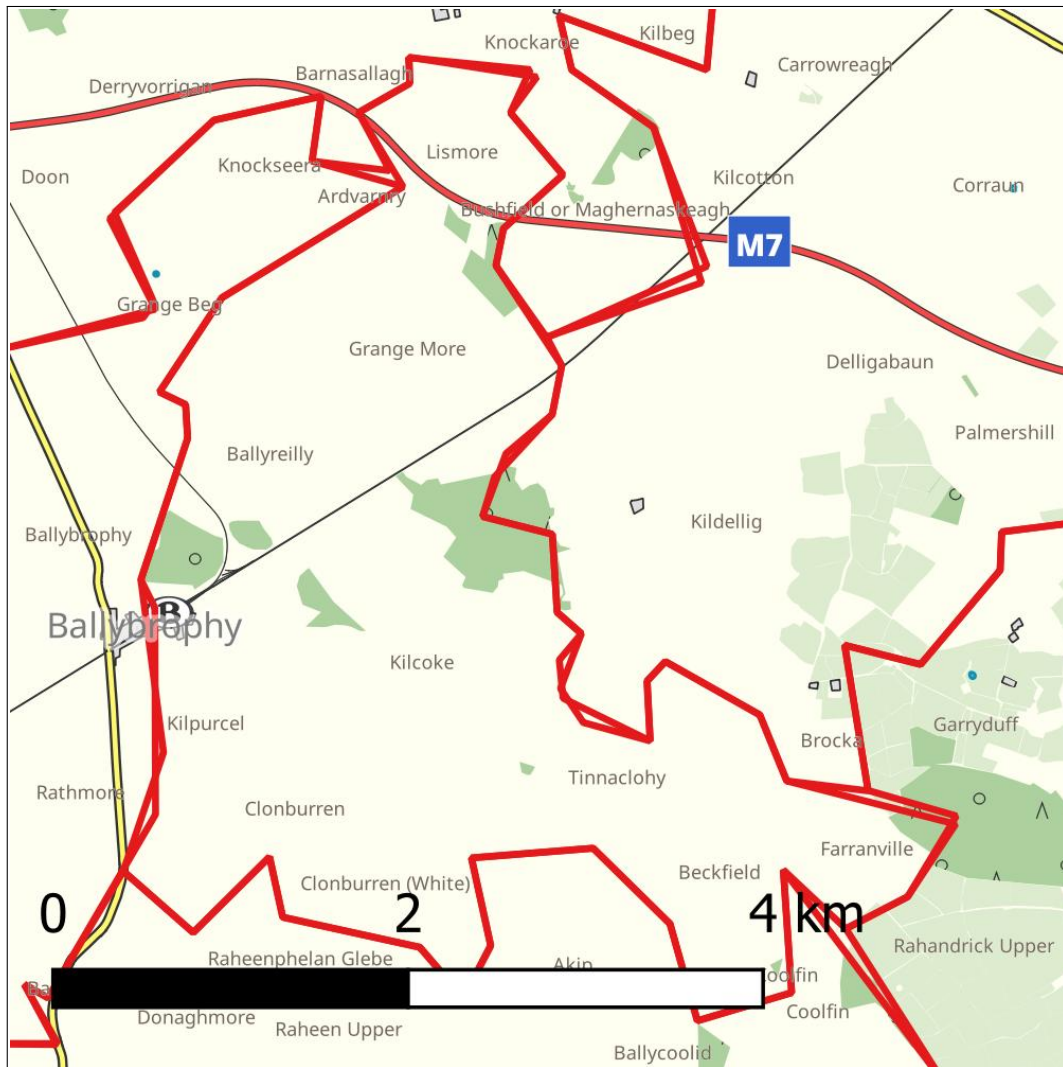 Knockaroe
Kilbeg
Carrowreagh
Barnasallagh
Derryvorrigan
Lismore
Knockseera
Doon
Kilcotton
Corraun
Ardvarnry
Bushfield or Maghernaskeagh
M7
Grange Beg
Grange More
Delligabaun
Palmershill
Ballyreilly
Kildellig
Ballybrophy
B
Ballybrophy
Kilcoke
Kilpurcel
Garryduff
Brocka
Tinnaclohy
Rathmore
Clonburren
Farranville
Beckfield
Clonburren (White)
0 2 4 km
Rahandrick Upper
Raheenphelan Glebe
Akin
Coolfin
Ba
Coolfin
Donaghmore
Raheen Upper
Ballycoolid